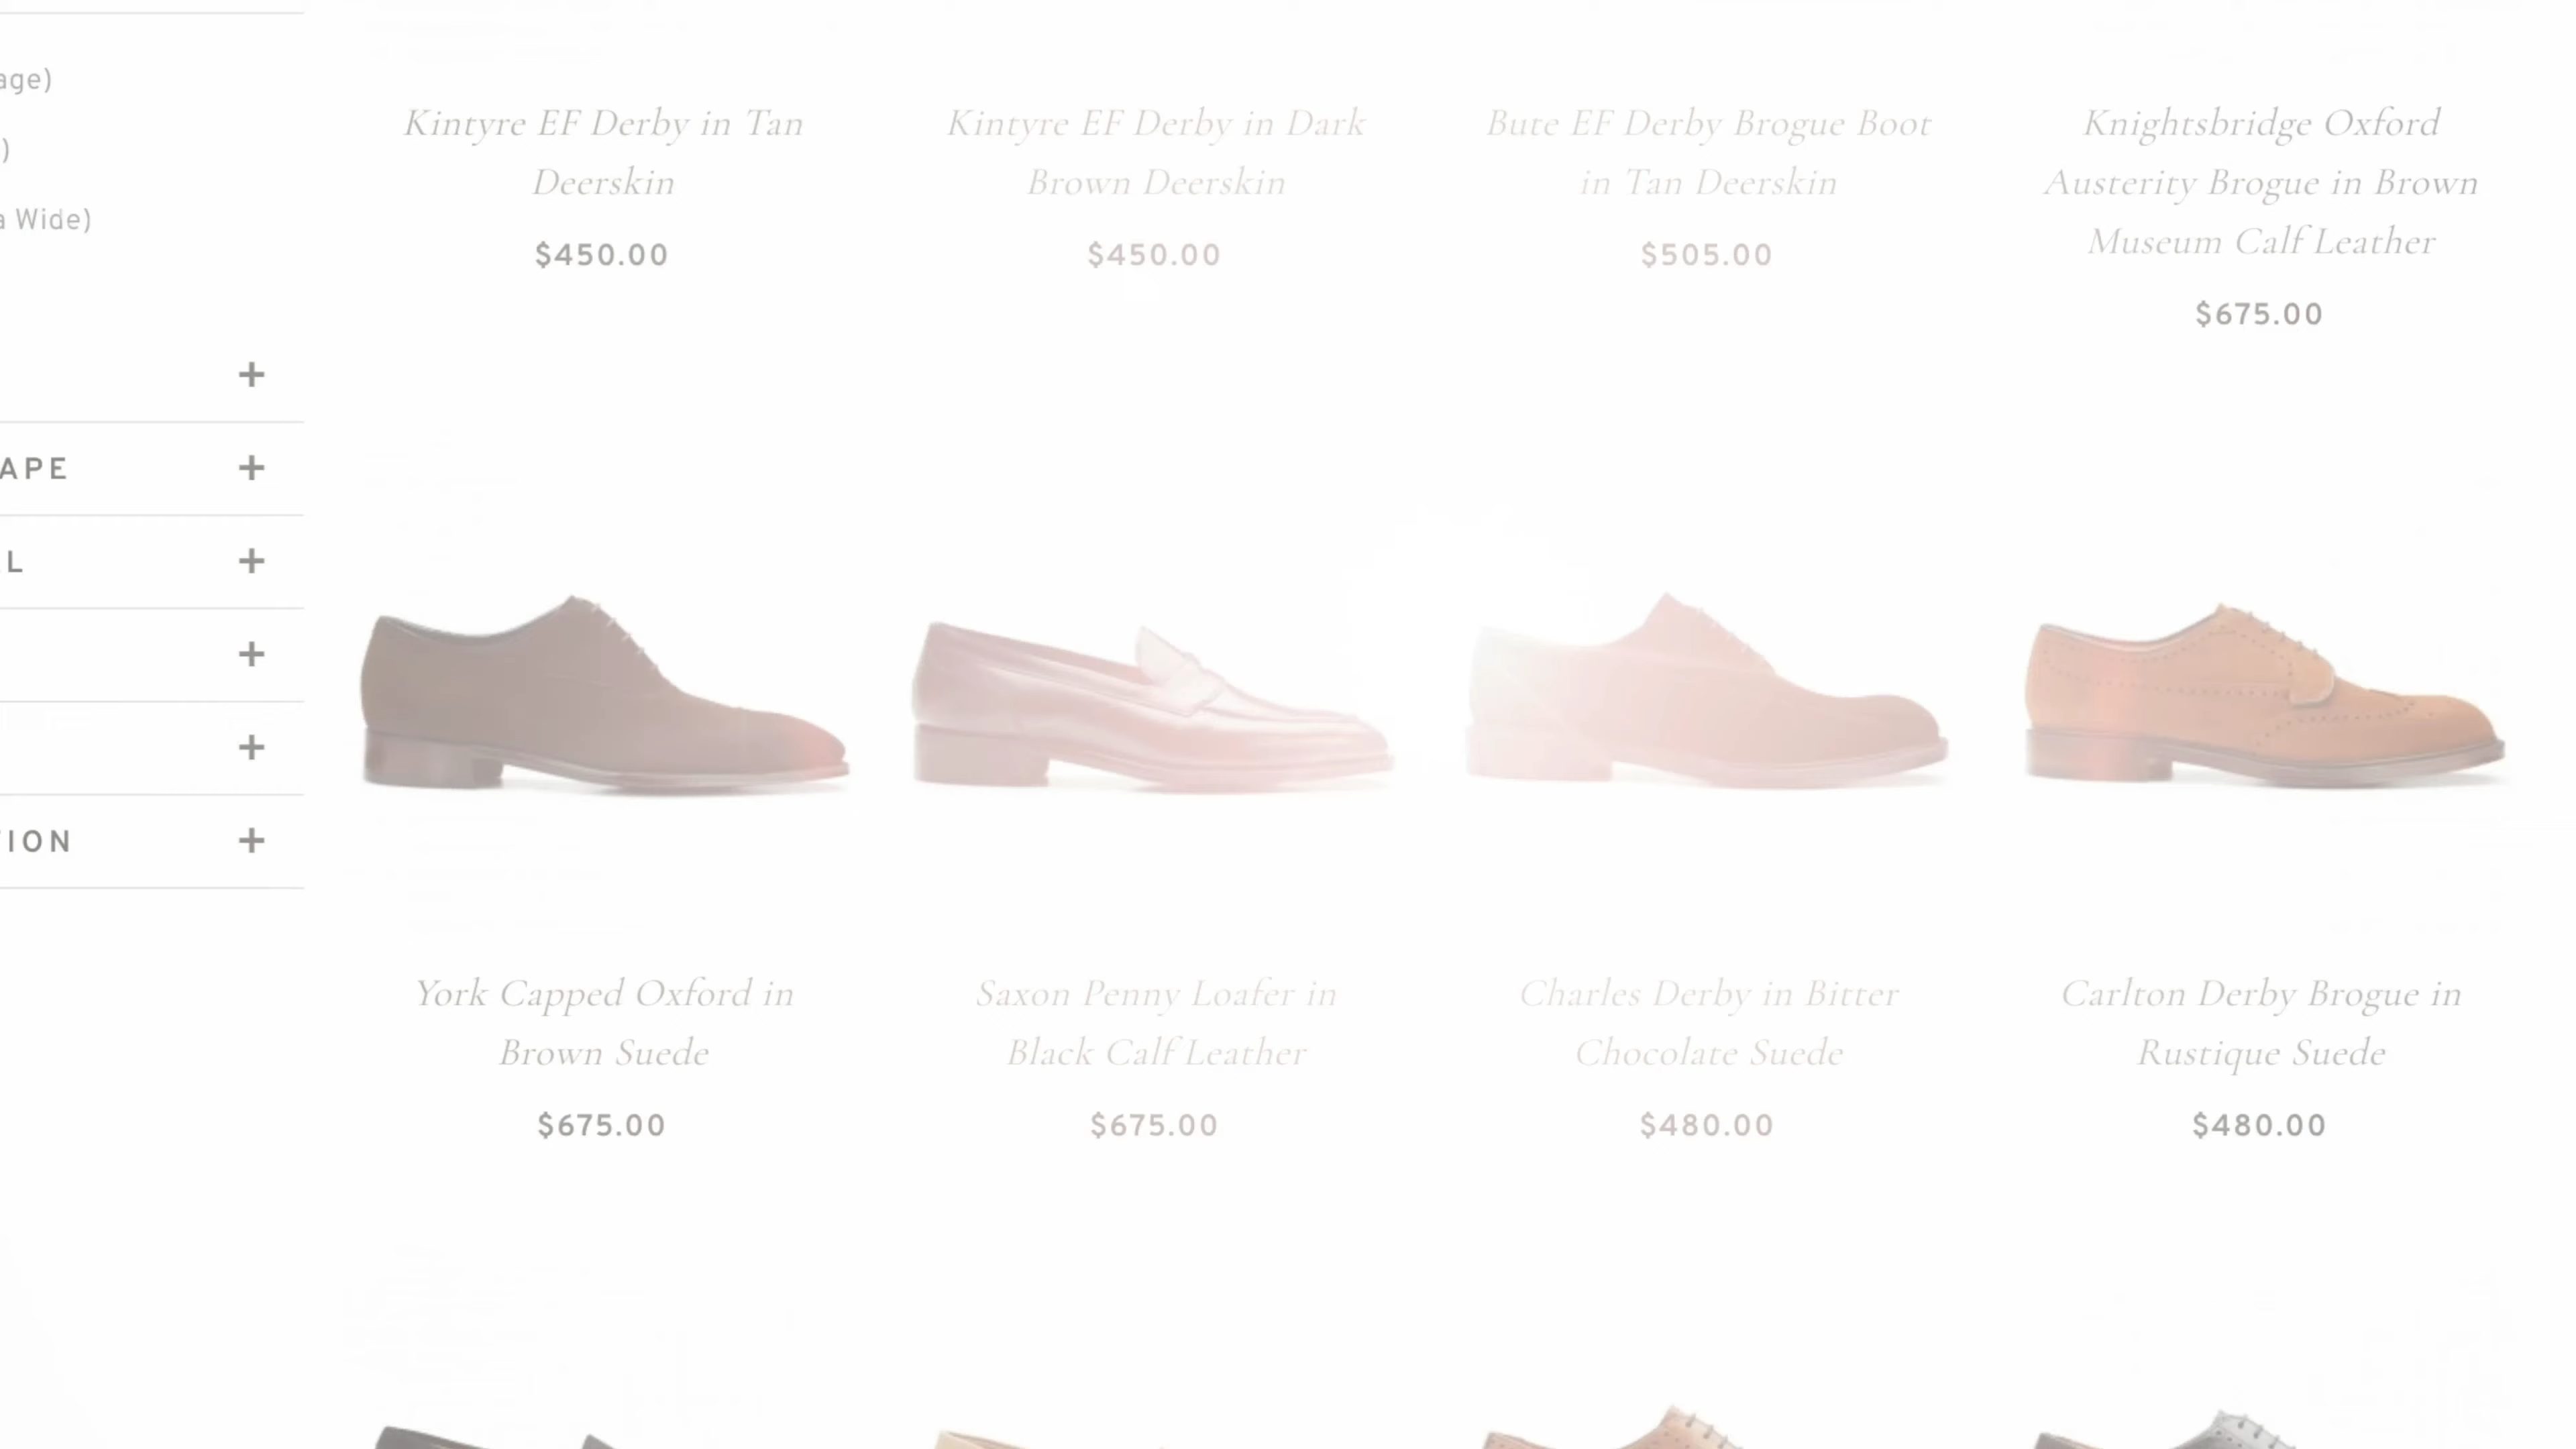 age)
)
a Wide)
+
APE +
L +
+
+
TION +
Kintyre EF Derby in Tan
Deerskin
$450.00
Kintyre EF Derby in Dark
Brown Deerskin
$450.00
Bute EF Derby Brogue Boot
in Tan Deerskin
$505.00
Knightsbridge Oxford
Austerity Brogue in Brown
Museum Calf Leather
$675.00
York Capped Oxford in
Brown Suede
$675.00
Saxon Penny Loafer in
Black Calf Leather
$675.00
Charles Derby in Bitter
Chocolate Suede
$480.00
Carlton Derby Brogue in
Rustique Suede
$480.00